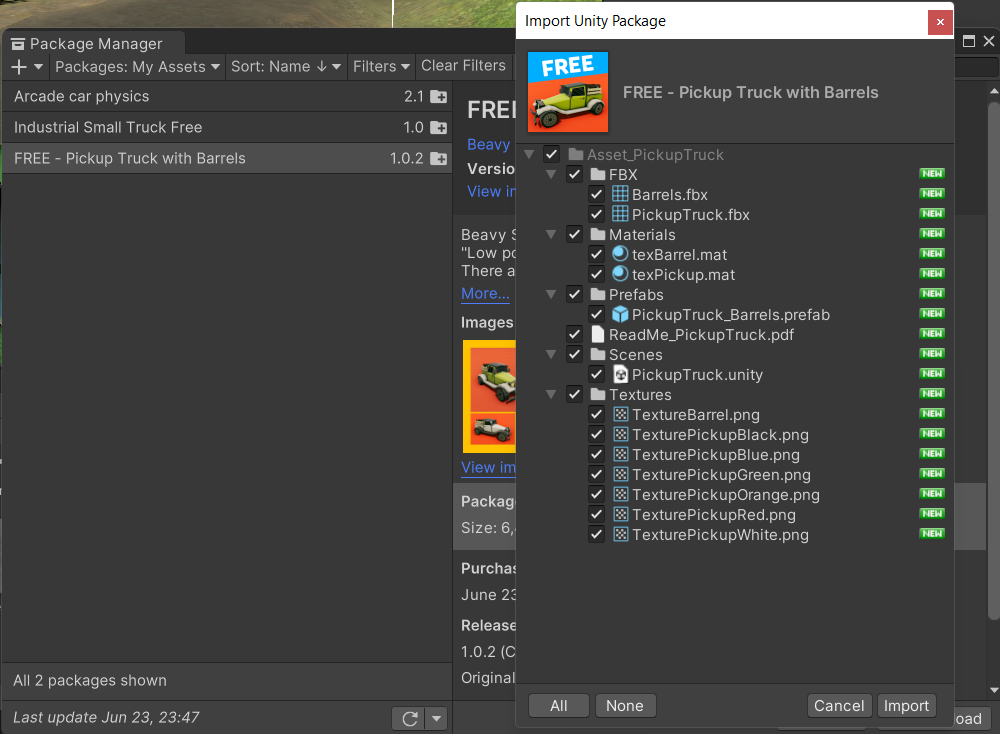 Import Unity Package
Package Manager
Packages: My Assets
Sort: Name ↓
Filters
Clear Filters
Arcade car physics 2.1
Industrial Small Truck Free 1.0
FREE - Pickup Truck with Barrels 1.0.2
All 2 packages shown
Last update Jun 23, 23:47
Beavy
View in
Beavy S
"Low po
There a
More...
Images
View im
Size: 6,
June 23
1.0.2 (C
Original
FREE
FREE - Pickup Truck with Barrels
Asset_PickupTruck
FBX NEW
Barrels.fbx NEW
PickupTruck.fbx NEW
Materials NEW
texBarrel.mat NEW
texPickup.mat NEW
Prefabs NEW
PickupTruck_Barrels.prefab NEW
ReadMe_PickupTruck.pdf NEW
Scenes NEW
PickupTruck.unity NEW
Textures NEW
TextureBarrel.png NEW
TexturePickupBlack.png NEW
TexturePickupBlue.png NEW
TexturePickupGreen.png NEW
TexturePickupOrange.png NEW
TexturePickupRed.png NEW
TexturePickupWhite.png NEW
All
None
Cancel
Import
oad